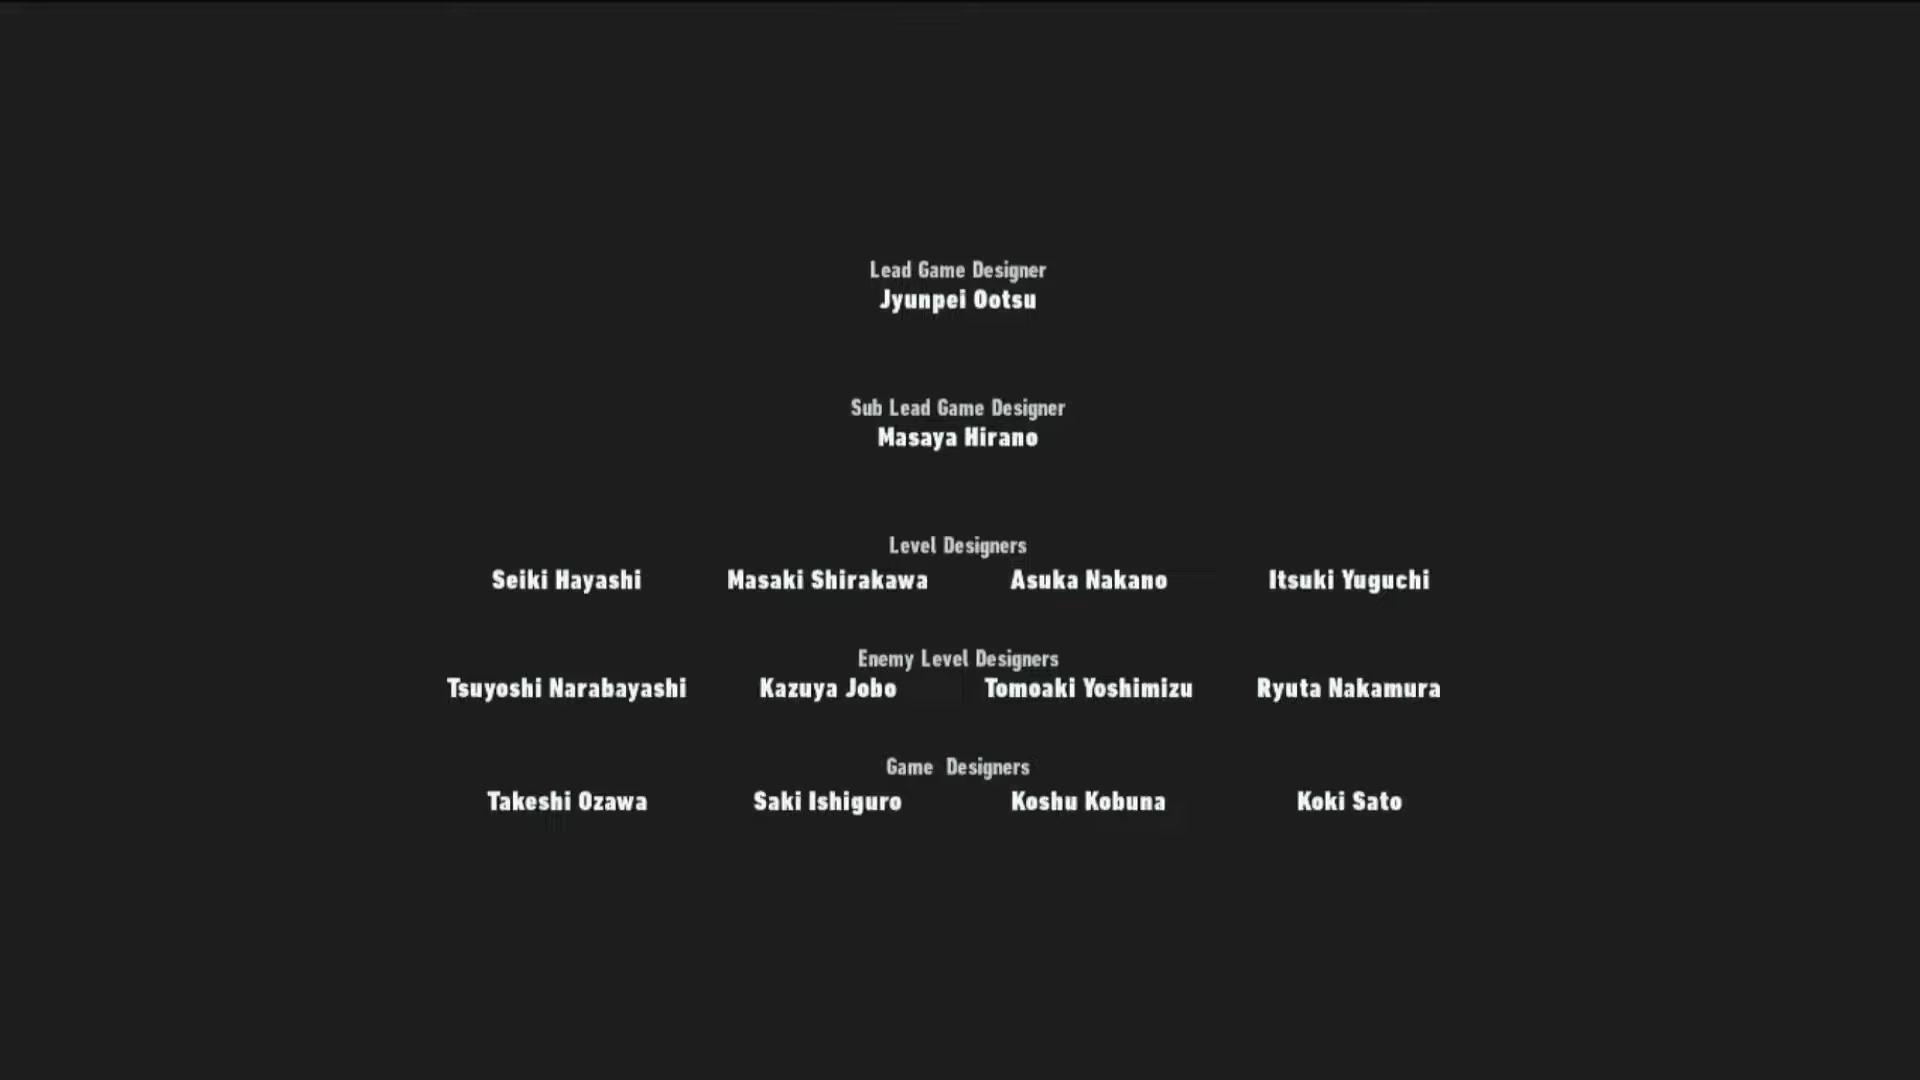 Lead Game Designer
Jyunpei Ootsu
Sub Lead Game Designer
Masaya Hirano
Level Designers
Seiki Hayashi Masaki Shirakawa Asuka Nakano Itsuki Yuguchi
Enemy Level Designers
Tsuyoshi Narabayashi Kazuya Jobo Tomoaki Yoshimizu Ryuta Nakamura
Game Designers
Takeshi Ozawa Saki Ishiguro Koshu Kobuna Koki Sato